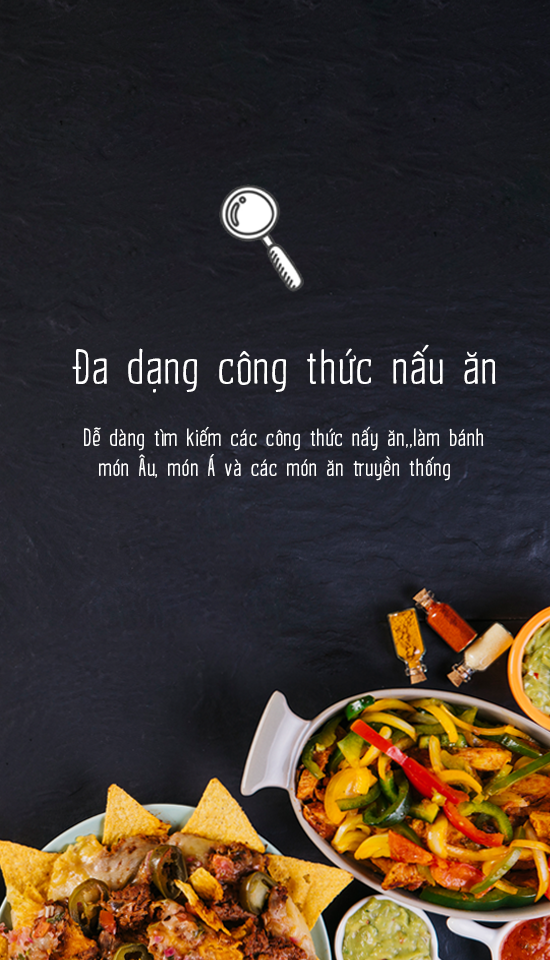 Đa dạng công thức nấu ăn
Dễ dàng tìm kiếm các công thức nấy ăn,,làm bánh
món Âu, món Á và các món ăn truyền thống